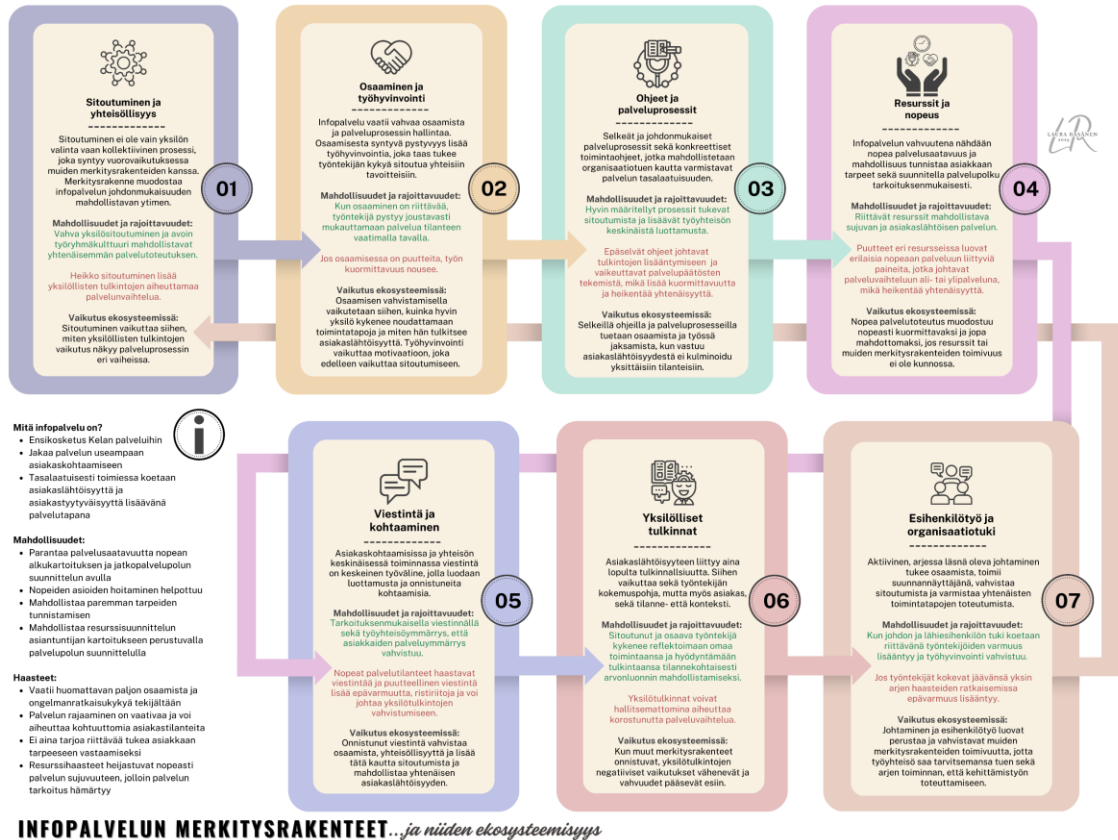 Sitoutuminen ja
yhteisöllisyys
Sitoutuminen ei ole vain yksilön
valinta vaan kollektiivinen prosessi,
joka syntyy vuorovaikutuksessa
muiden merkitysrakenteiden kanssa.
Merkitysrakenne muodostaa
infopalvelun johdonmukaisuuden
mahdollistavan ytimen.
Mahdollisuudet ja rajoittavuudet:
Vahva yksilösitoutuminen ja avoin
työryhmäkulttuuri mahdollistavat
yhtenäisemmän palvelutoteutuksen.
Heikko sitoutuminen lisää
yksilöllisten tulkintojen aiheuttamaa
palvelunvaihtelua.
Vaikutus ekosysteemissä:
Sitoutuminen vaikuttaa siihen,
miten yksilöllisten tulkintojen
vaikutus näkyy palveluprosessin
eri vaiheissa.
01
Osaaminen ja
työhyvinvointi
Infopalvelu vaatii vahvaa osaamista
ja palveluprosessin hallintaa.
Osaamisesta syntyvä pystyvyys lisää
työhyvinvointia, joka taas tukee
työntekijän kykyä sitoutua yhteisiin
tavoitteisiin.
Mahdollisuudet ja rajoittavuudet:
Kun osaaminen on riittävää,
työntekijä pystyy joustavasti
mukauttamaan palvelua tilanteen
vaatimalla tavalla.
Jos osaamisessa on puutteita, työn
kuormittavuus nousee.
Vaikutus ekosysteemissä:
Osaamisen vahvistamisella
vaikutetaan siihen, kuinka hyvin
yksilö kykenee noudattamaan
toimintatapoja ja miten hän tulkitsee
asiakaslähtöisyyttä. Työhyvinvointi
vaikuttaa motivaatioon, joka
edelleen vaikuttaa sitoutumiseen.
02
Ohjeet ja
palveluprosessit
Selkeät ja johdonmukaiset
palveluprosessit sekä konkreettiset
toimintaohjeet, jotka mahdollistetaan
organisaatiotuen kautta varmistavat
palvelun tasalaatuisuuden.
Mahdollisuudet ja rajoittavuudet:
Hyvin määritellyt prosessit tukevat
sitoutumista ja lisäävät työyhteisön
keskinäistä luottamusta.
Epäselvät ohjeet johtavat
tulkintojen lisääntymiseen ja
vaikeuttavat palvelupäätösten
tekemistä, mikä lisää kuormittavuutta
ja heikentää yhtenäisyyttä.
Vaikutus ekosysteemissä:
Selkeillä ohjeilla ja palveluprosesseilla
tuetaan osaamista ja työssä
jaksamista, kun vastuu
asiakaslähtöisyydestä ei kulminoidu
yksittäisiin tilanteisiin.
03
Resurssit ja
nopeus
Infopalvelun vahvuutena nähdään
nopea palvelusaatavuus ja
mahdollisuus tunnistaa asiakkaan
tarpeet sekä suunnitella palvelupolku
tarkoituksenmukaisesti.
Mahdollisuudet ja rajoittavuudet:
Riittävät resurssit mahdollistava
sujuvan ja asiakaslähtöisen palvelun.
Puutteet eri resursseissa luovat
erilaisia nopeaan palveluun liittyviä
paineita, jotka johtavat
palveluvaihteluun ali- tai ylipalveluna,
mikä heikentää yhtenäisyyttä.
Vaikutus ekosysteemissä:
Nopea palvelutoteutus muodostuu
nopeasti kuormittavaksi ja jopa
mahdottomaksi, jos resurssit tai
muiden merkitysrakenteiden toimivuus
ei ole kunnossa.
04
LR
LAURA RÄSÄNEN
Mitä infopalvelu on?
• Ensikosketus Kelan palveluihin
• Jakaa palvelun useampaan
asiakaskohtaamiseen
• Tasalaatuisesti toimiessa koetaan
asiakaslähtöisyyttä ja
asiakastyytyväisyyttä lisäävänä
palvelutapana
i
Mahdollisuudet:
• Parantaa palvelusaatavuutta nopean
alkukartoituksen ja jatkopalvelupolun
suunnittelun avulla
• Nopeiden asioiden hoitaminen helpottuu
• Mahdollistaa paremman tarpeiden
tunnistamisen
• Mahdollistaa resurssisuunnittelun
asiantuntijan kartoitukseen perustuvalla
palvelupolun suunnittelulla
Haasteet:
• Vaatii huomattavan paljon osaamista ja
ongelmanratkaisukykyä tekijältään
• Palvelun rajaaminen on vaativaa ja voi
aiheuttaa kohtuuttomia asiakastilanteita
• Ei aina tarjoa riittävää tukea asiakkaan
tarpeeseen vastaamiseksi
• Resurssihaasteet heijastuvat nopeasti
palvelun sujuvuuteen, jolloin palvelun
tarkoitus hämärtyy
Viestintä ja
kohtaaminen
Asiakaskohtaamisissa ja yhteisön
keskinäisessä toiminnassa viestintä
on keskeinen työväline, jolla luodaan
luottamusta ja onnistuneita
kohtaamisia.
Mahdollisuudet ja rajoittavuudet:
Tarkoituksenmukaisella viestinnällä
sekä työyhteisöymmärrys, että
asiakkaiden palveluymmärrys
vahvistuu.
Nopeat palvelutilanteet haastavat
viestintää ja puutteellinen viestintä
lisää epävarmuutta, ristiriitoja ja voi
johtaa yksilötulkintojen
vahvistumiseen.
Vaikutus ekosysteemissä:
Onnistunut viestintä vahvistaa
osaamista, yhteisöllisyyttä ja lisää
tätä kautta sitoutumista ja
mahdollistaa yhtenäisen
asiakaslähtöisyyden.
05
Yksilölliset
tulkinnat
Asiakaslähtöisyyteen liittyy aina
lopulta tulkinnallisuutta. Siihen
vaikuttaa sekä työntekijän
kokemuspohja, mutta myös asiakas,
sekä tilanne- että konteksti.
Mahdollisuudet ja rajoittavuudet:
Sitoutunut ja osaava työntekijä
kykenee reflektoimaan omaa
toimintaansa ja hyödyntämään
tulkintaansa tilannekohtaisesti
arvonluonnin mahdollistamiseksi.
Yksilötulkinnat voivat
hallitsemattomina aiheuttaa
korostunutta palveluvaihtelua.
Vaikutus ekosysteemissä:
Kun muut merkitysrakenteet
onnistuvat, yksilötulkintojen
negatiiviset vaikutukset vähenevät ja
vahvuudet pääsevät esiin.
06
Esihenkilötyö ja
organisaatiotuki
Aktiivinen, arjessa läsnä oleva johtaminen
tukee osaamista, toimii
suunnannäyttäjänä, vahvistaa
sitoutumista ja varmistaa yhtenäisten
toimintatapojen toteutumista.
Mahdollisuudet ja rajoittavuudet:
Kun johdon ja lähiesihenkilön tuki koetaan
riittävänä työntekijöiden varmuus
lisääntyy ja työhyvinvointi vahvistuu.
Jos työntekijät kokevat jäävänsä yksin
arjen haasteiden ratkaisemissa
epävarmuus lisääntyy.
Vaikutus ekosysteemissä:
Johtaminen ja esihenkilötyö luovat
perustaa ja vahvistavat muiden
merkitysrakenteiden toimivuutta, jotta
työyhteisö saa tarvitsemansa tuen sekä
arjen toiminnan, että kehittämistyön
toteuttamiseen.
07
INFOPALVELUN MERKITYSRAKENTEET...ja niiden ekosysteemisyys